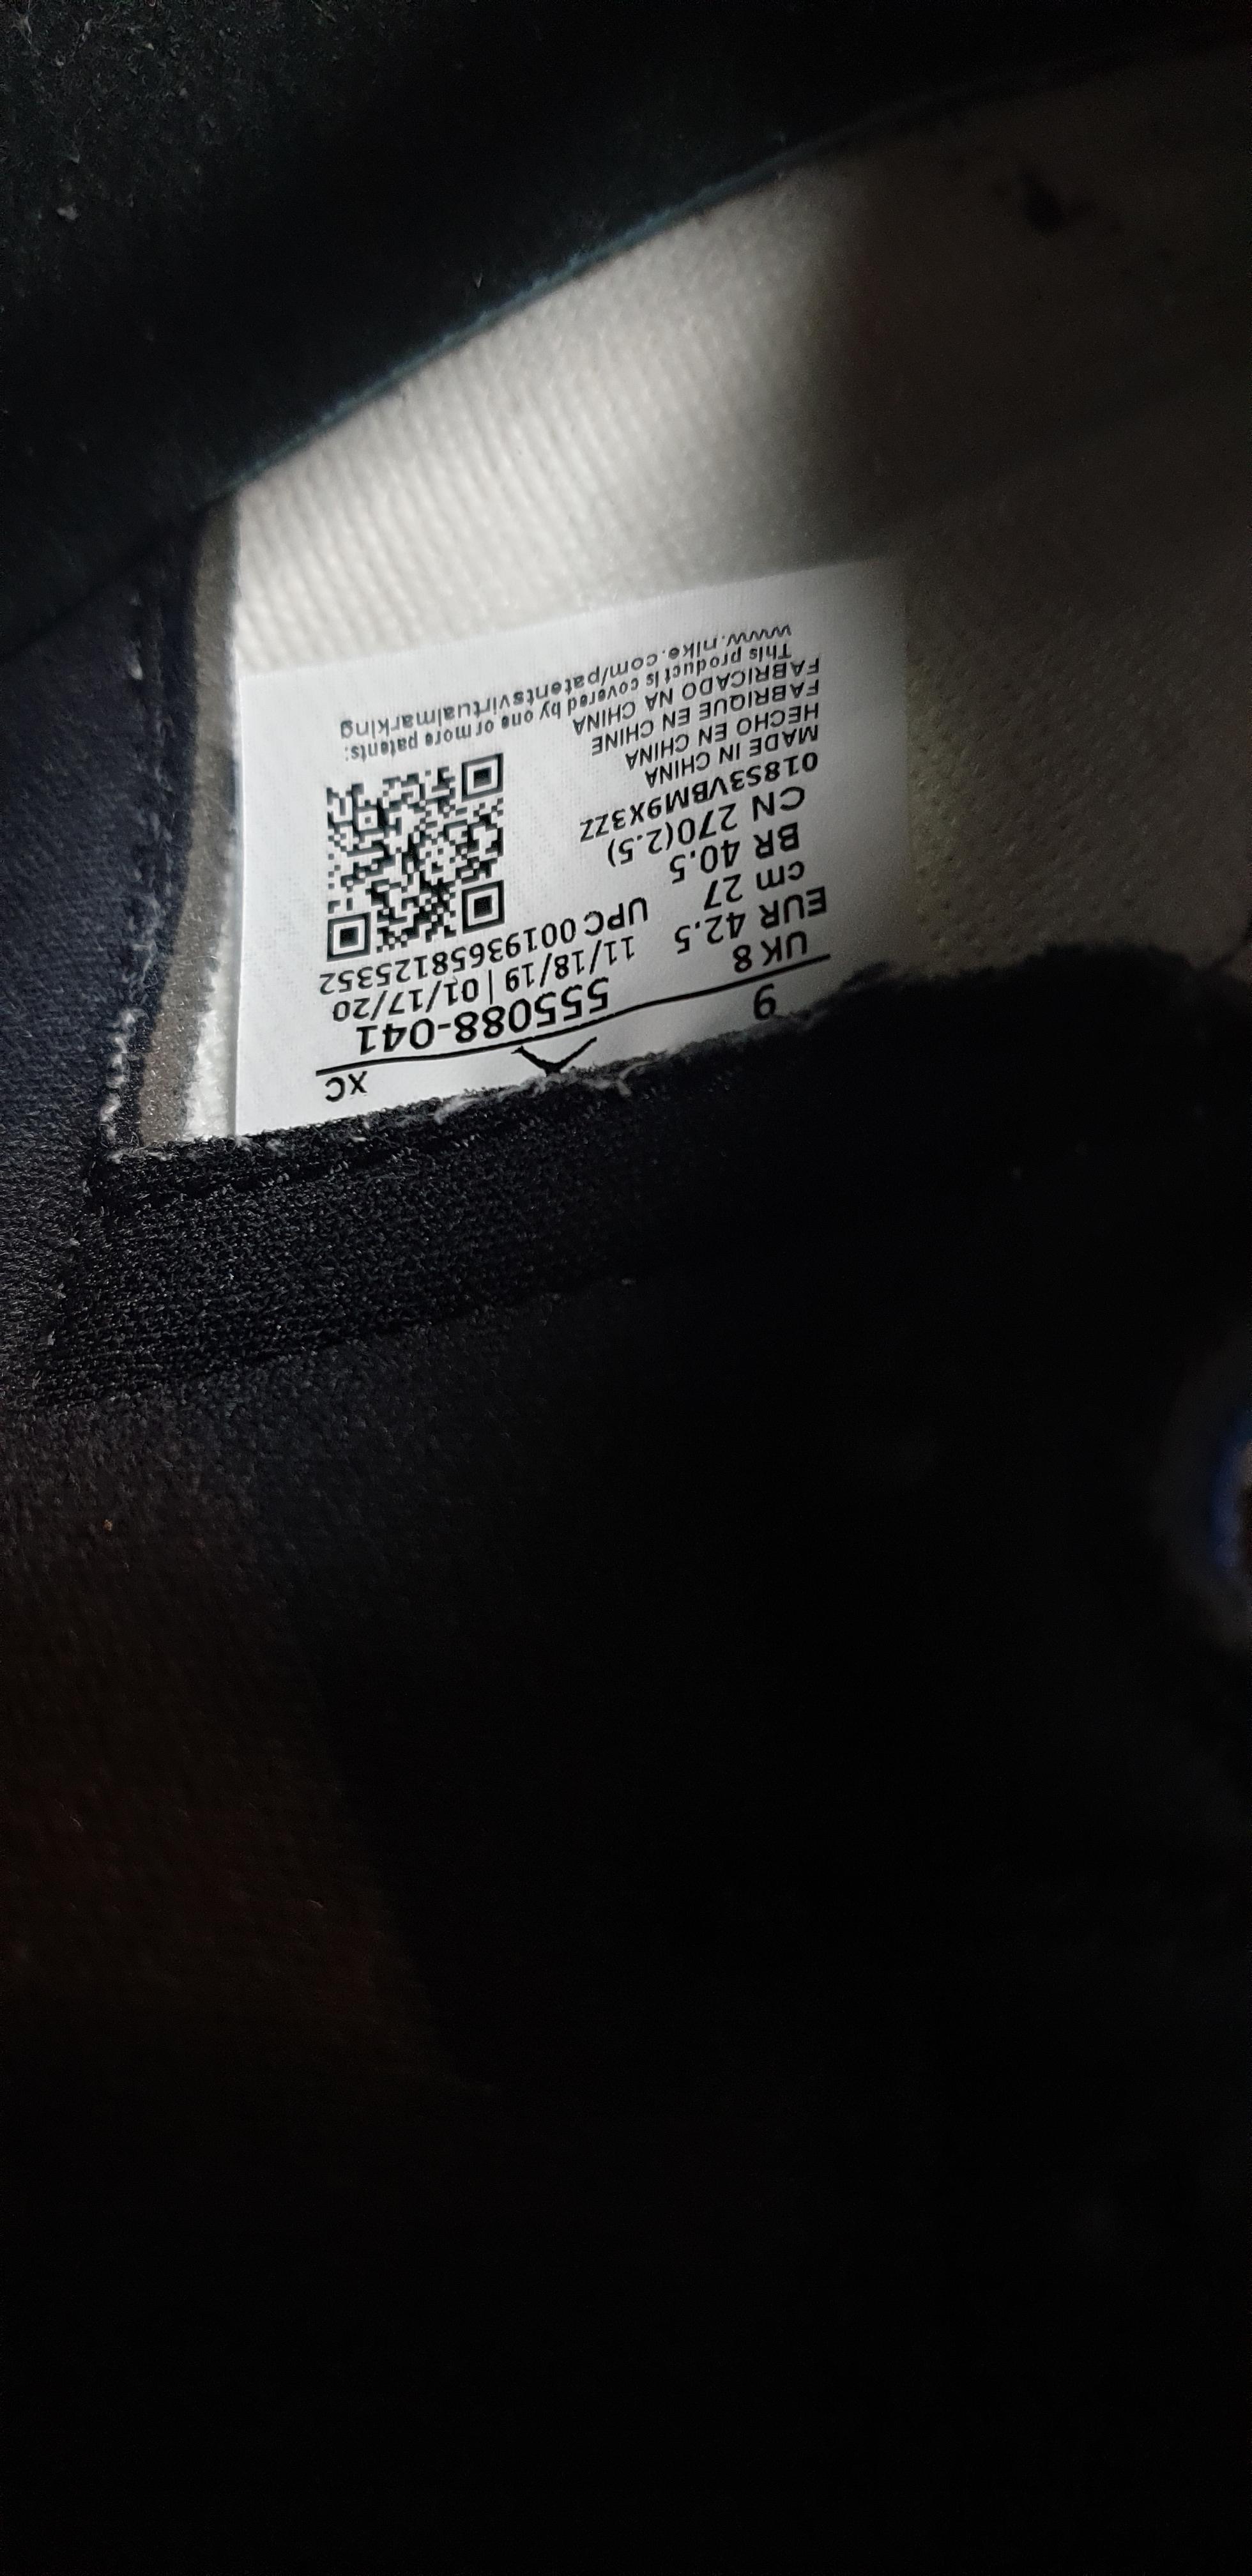 9
XC
UK 8
EUR 42.5
cm 27
BR 40.5
CN 270(2.5)
555088-041
11/18/19 | 01/17/20
UPC 00193658125352
018S3VBM9X3ZZ
MADE IN CHINA
HECHO EN CHINA
FABRIQUE EN CHINE
FABRICADO NA CHINA
This product is covered by one or more patents:
www.nike.com/patentsvirtualmarking